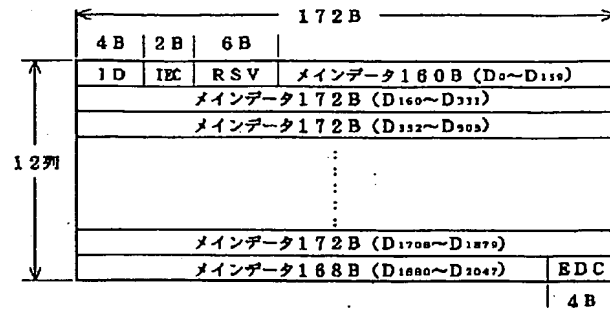 172B
4B 2B 6B
ID IEC RSV メインデータ160B (D0～D159)
メインデータ172B (D160～D331)
メインデータ172B (D332～D503)
12列
メインデータ172B (D1708～D1879)
メインデータ168B (D1880～D2047) EDC
4B